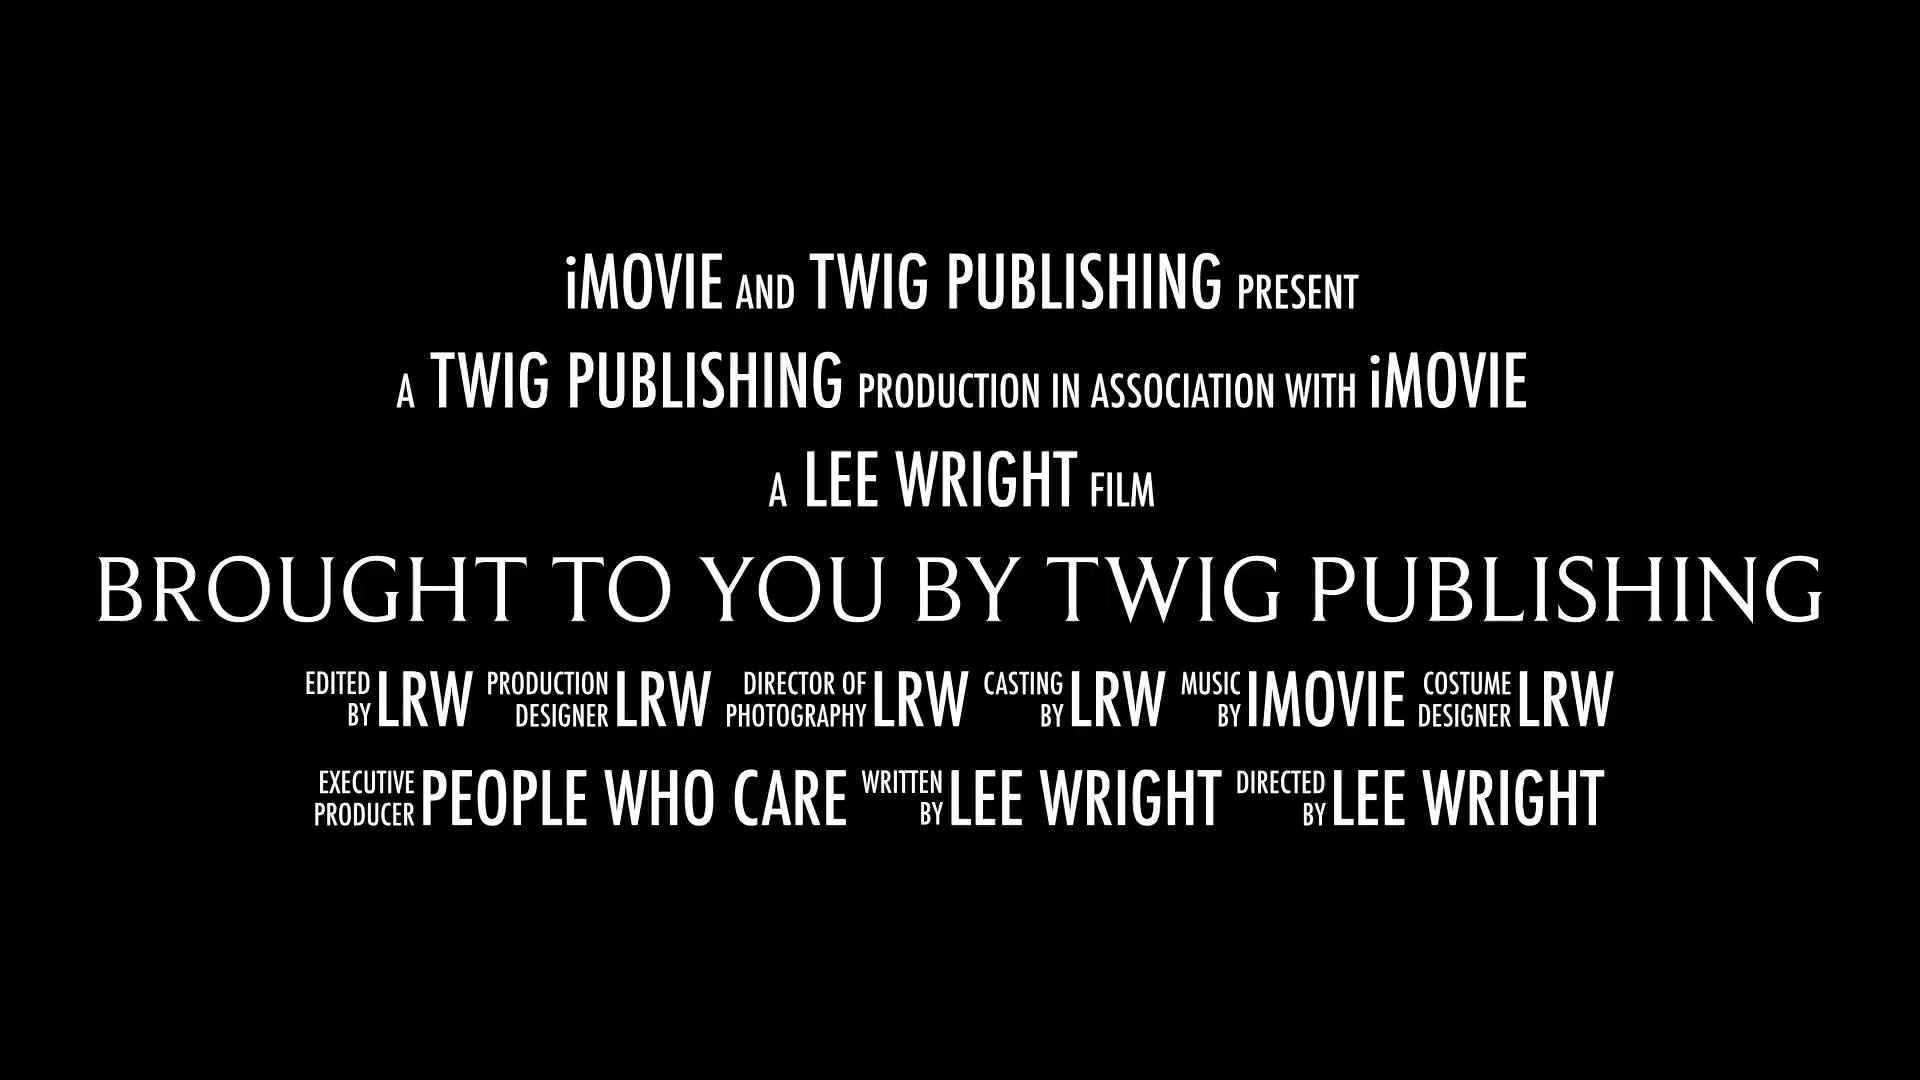 iMOVIE AND TWIG PUBLISHING PRESENT
A TWIG PUBLISHING PRODUCTION IN ASSOCIATION WITH iMOVIE
A LEE WRIGHT FILM
BROUGHT TO YOU BY TWIG PUBLISHING
EDITED BY LRW PRODUCTION DESIGNER LRW DIRECTOR OF PHOTOGRAPHY LRW CASTING BY LRW MUSIC BY IMOVIE COSTUME DESIGNER LRW
EXECUTIVE PRODUCER PEOPLE WHO CARE WRITTEN BY LEE WRIGHT DIRECTED BY LEE WRIGHT